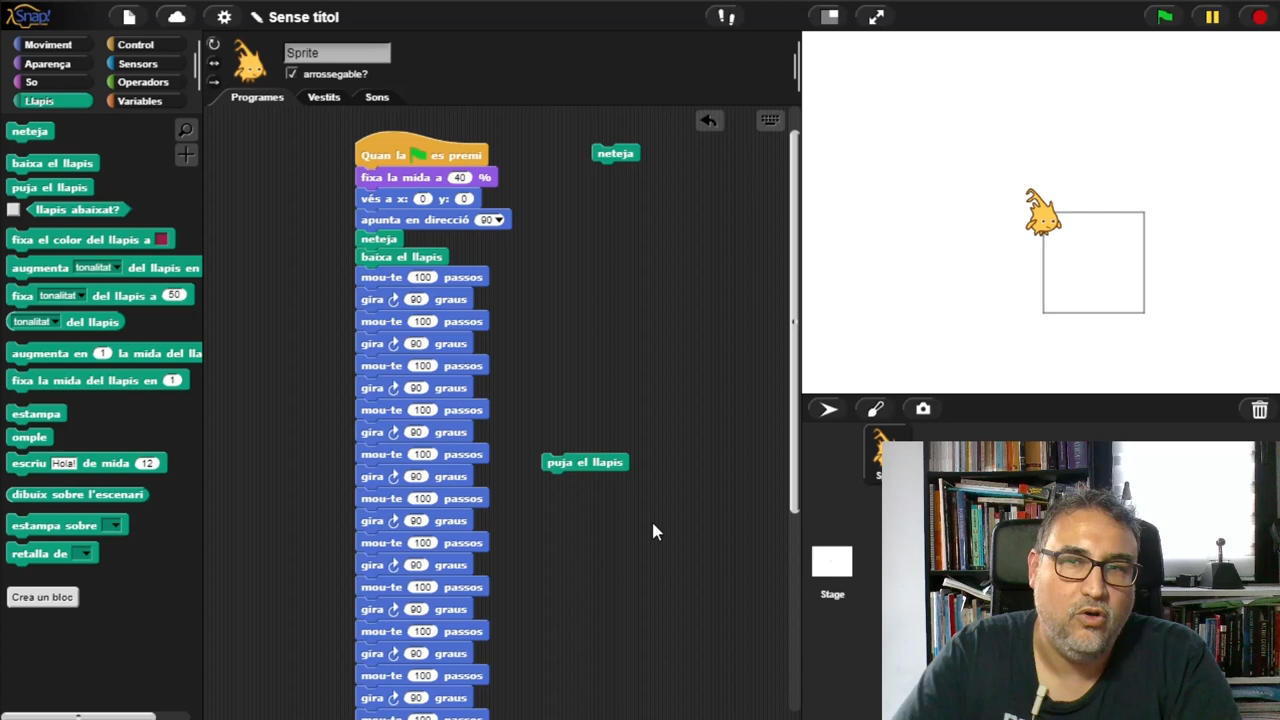 Snap!
Sense títol
Moviment
Control
Aparença
Sensors
So
Operadors
Llapis
Variables
neteja
baixa el llapis
puja el llapis
llapis abaixat?
fixa el color del llapis a
augmenta tonalitat del llapis en
fixa tonalitat del llapis a 50
tonalitat del llapis
augmenta en 1 la mida del lla
fixa la mida del llapis en 1
estampa
omple
escriu Hola! de mida 12
dibuix sobre l'escenari
estampa sobre
retalla de
Crea un bloc
Sprite
arrossegable?
Programes
Vestits
Sons
Quan la es premi
fixa la mida a 40 %
vés a x: 0 y: 0
apunta en direcció 90
neteja
baixa el llapis
mou-te 100 passos
gira 90 graus
mou-te 100 passos
gira 90 graus
mou-te 100 passos
gira 90 graus
mou-te 100 passos
gira 90 graus
mou-te 100 passos
gira 90 graus
mou-te 100 passos
gira 90 graus
mou-te 100 passos
gira 90 graus
mou-te 100 passos
gira 90 graus
mou-te 100 passos
gira 90 graus
mou-te 100 passos
gira 90 graus
mou-te 100 passos
neteja
puja el llapis
Stage